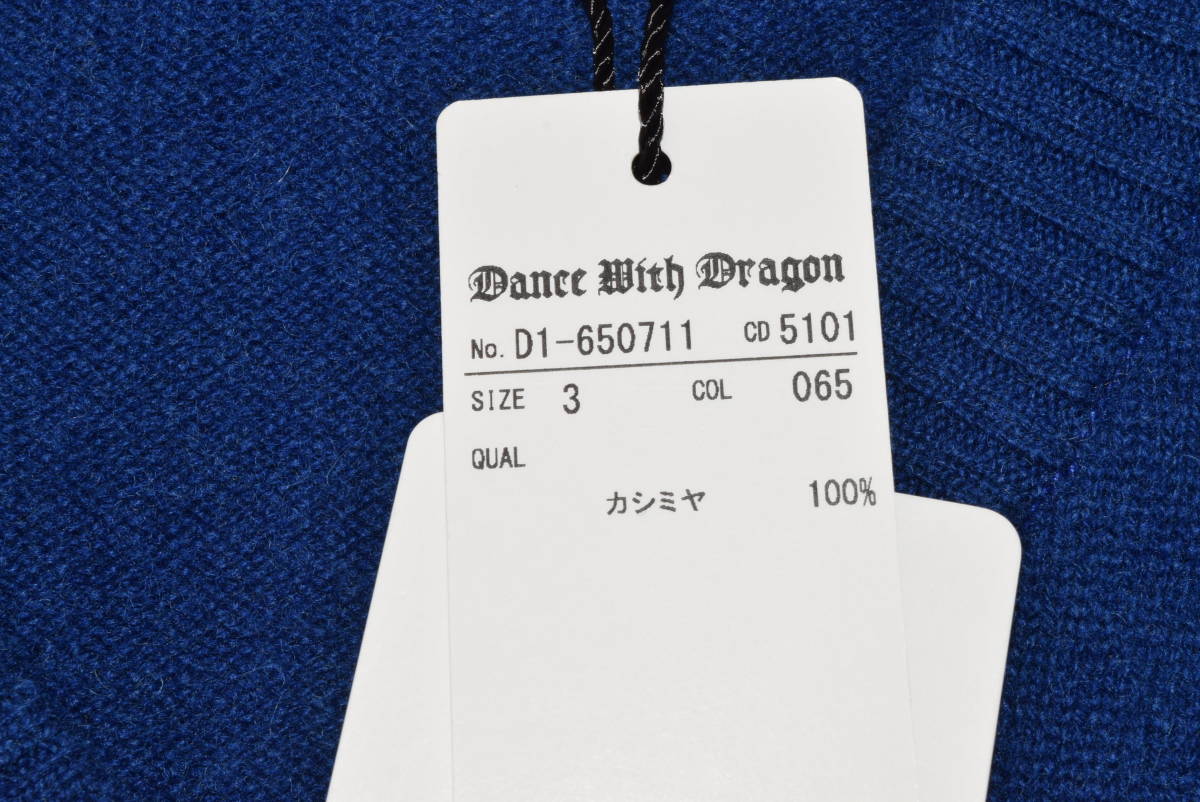 Dance With Dragon
No. D1-650711 CD 5101
SIZE 3 COL 065
QUAL
カシミヤ 100%